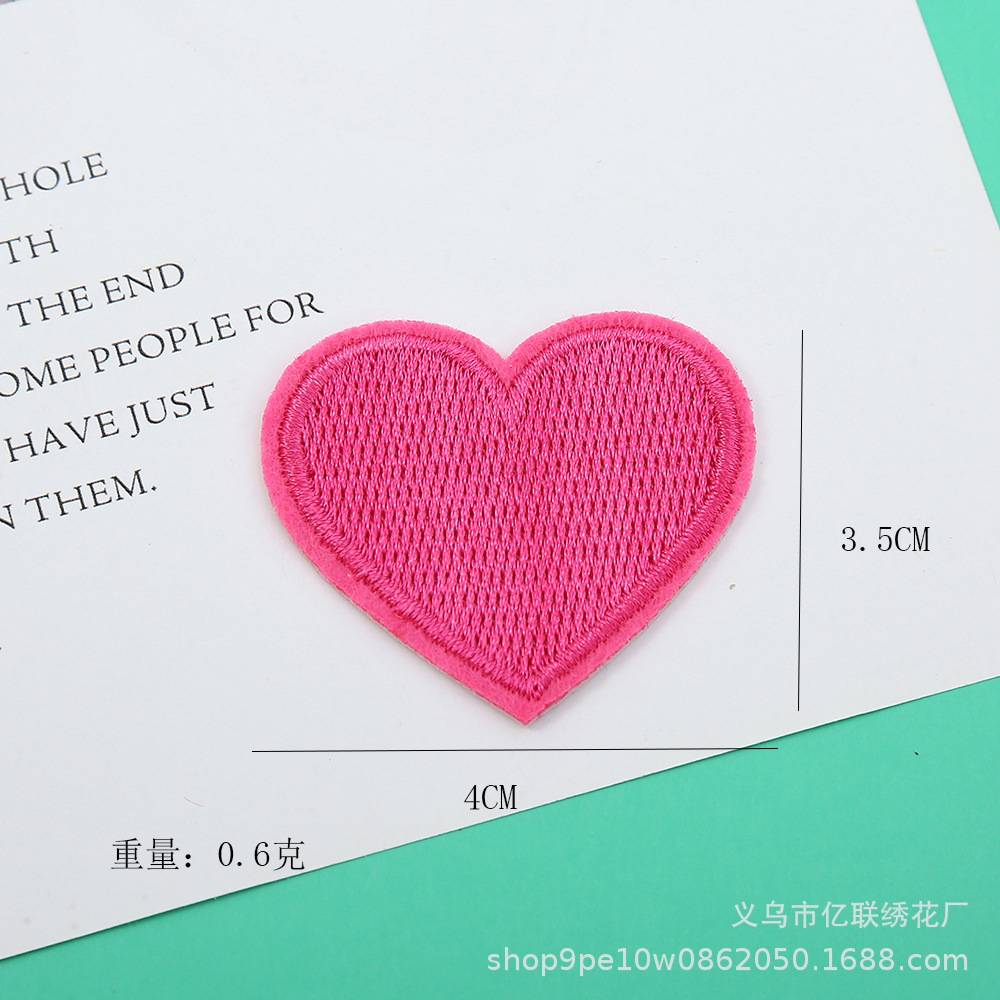 HOLE
TH
THE END
OME PEOPLE FOR
HAVE JUST
N THEM.
3.5CM
4CM
重量: 0.6克
义乌市亿联绣花厂
shop9pe10w0862050.1688.com